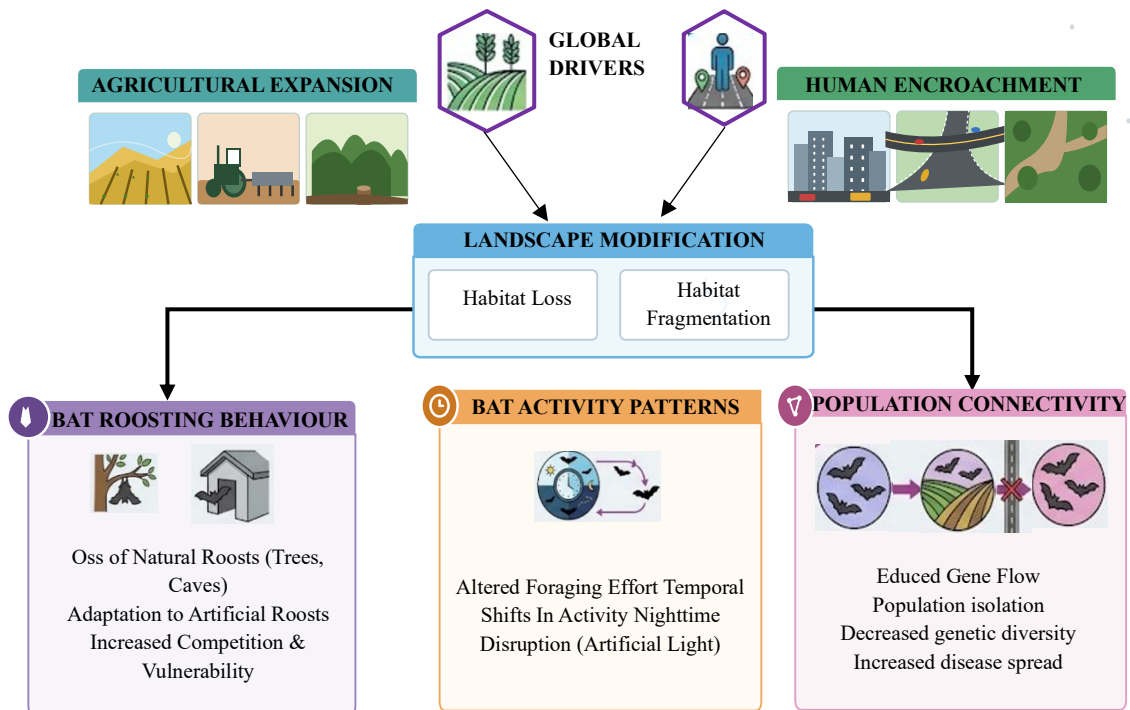 GLOBAL
DRIVERS
AGRICULTURAL EXPANSION
HUMAN ENCROACHMENT
LANDSCAPE MODIFICATION
Habitat Loss
Habitat
Fragmentation
BAT ROOSTING BEHAVIOUR
Oss of Natural Roosts (Trees,
Caves)
Adaptation to Artificial Roosts
Increased Competition &
Vulnerability
BAT ACTIVITY PATTERNS
Altered Foraging Effort Temporal
Shifts In Activity Nighttime
Disruption (Artificial Light)
POPULATION CONNECTIVITY
Educed Gene Flow
Population isolation
Decreased genetic diversity
Increased disease spread